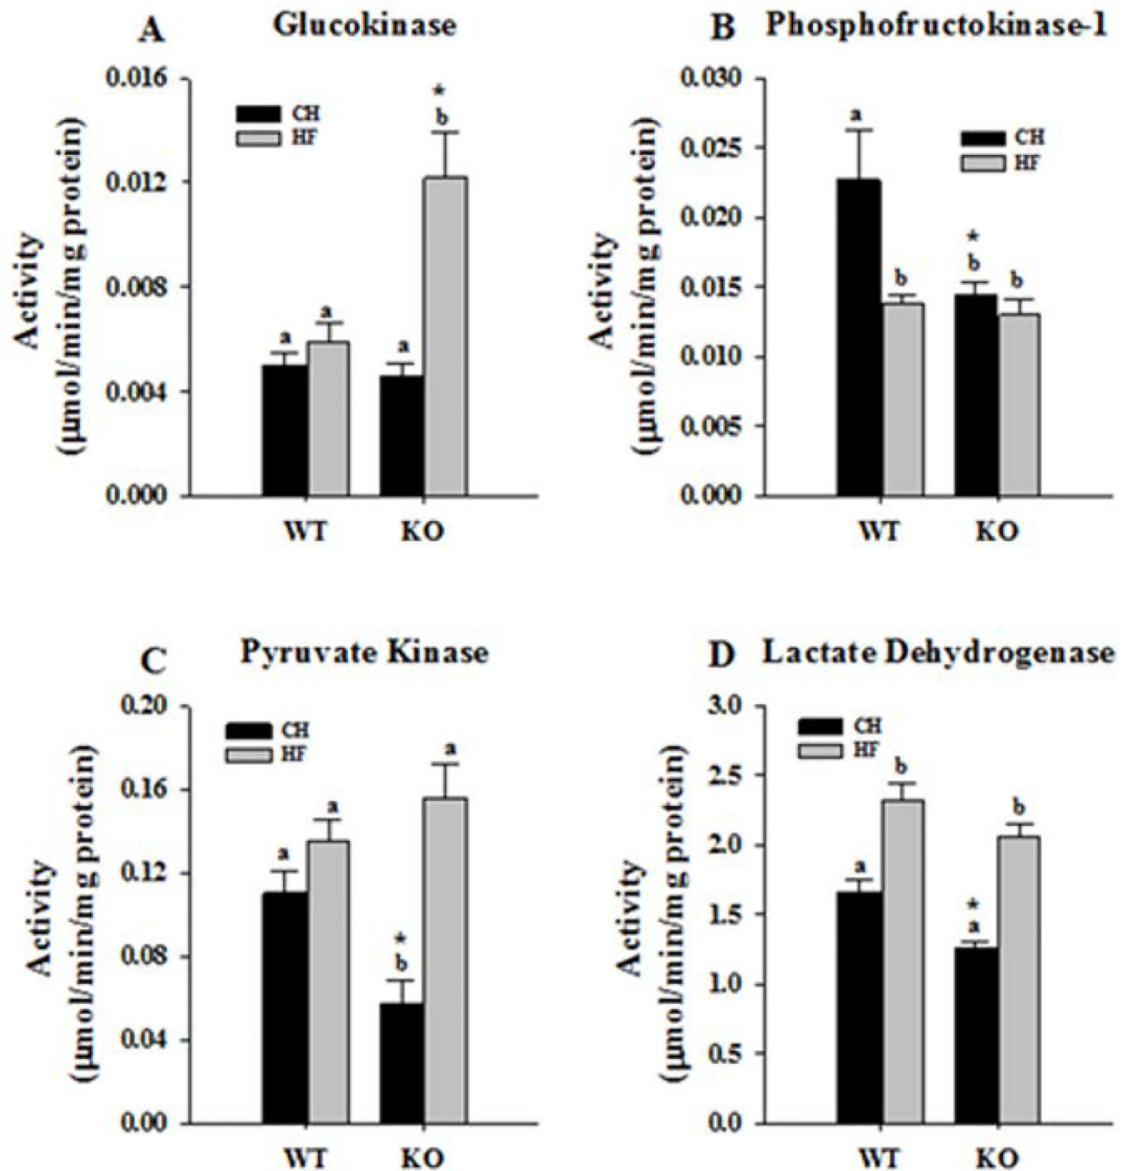 A Glucokinase
0.016
0.012
0.008
0.004
0.000
Activity
(µmol/min/mg protein)
CH
HF
a
a
a
*
b
WT KO
B Phosphofructokinase-1
0.030
0.025
0.020
0.015
0.010
0.005
0.000
Activity
(µmol/min/mg protein)
CH
HF
a
b
*
b
b
WT KO
C Pyruvate Kinase
0.20
0.16
0.12
0.08
0.04
0.00
Activity
(µmol/min/mg protein)
CH
HF
a
a
*
b
a
WT KO
D Lactate Dehydrogenase
3.0
2.5
2.0
1.5
1.0
0.5
0.0
Activity
(µmol/min/mg protein)
CH
HF
a
b
*
a
b
WT KO